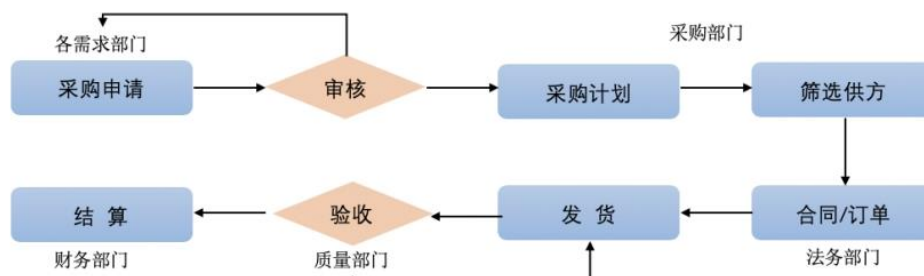 采购部门
各需求部门
采购申请
审核
采购计划
筛选供方
结 算
验收
发 货
合同/订单
财务部门
质量部门
法务部门